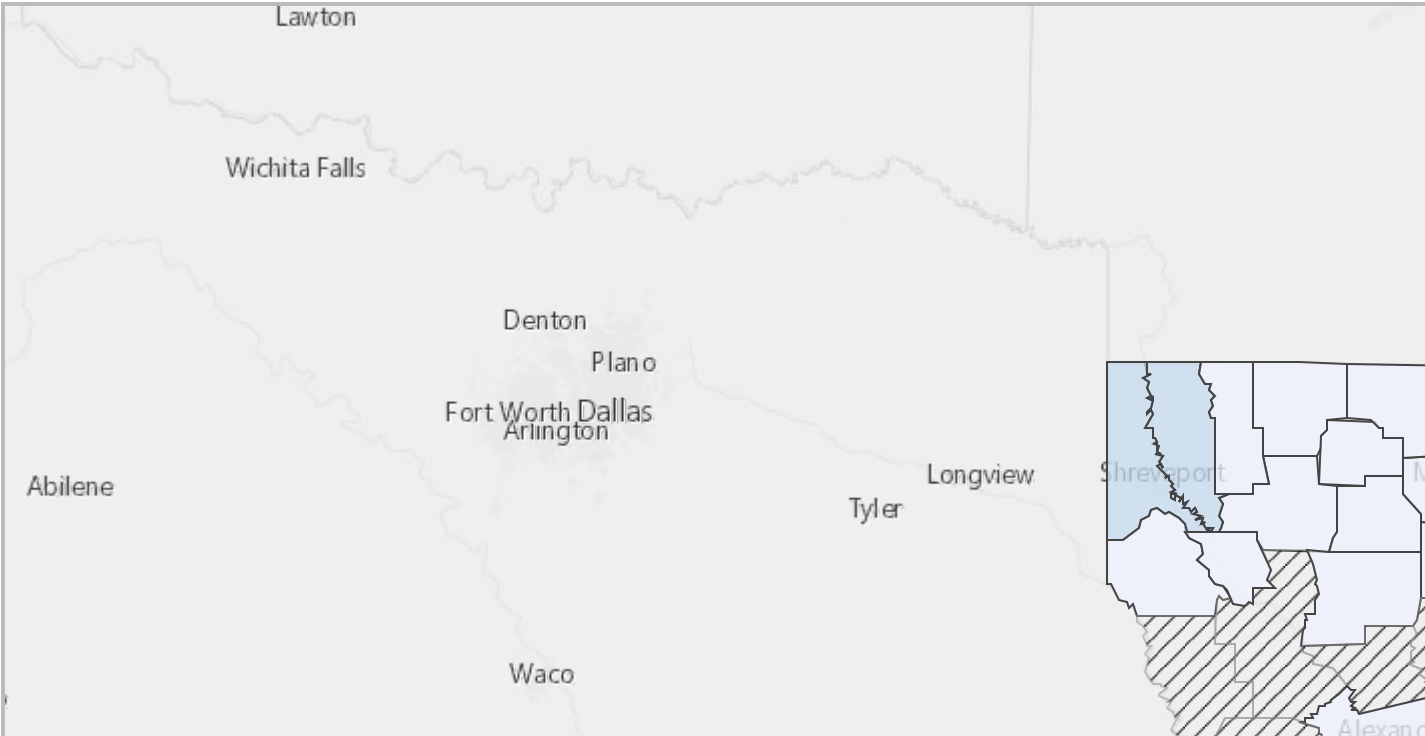 Lawton
Wichita Falls
Denton
Plano
Fort Worth Dallas
Arlington
Abilene
Longview
Shreveport
Tyler
Waco